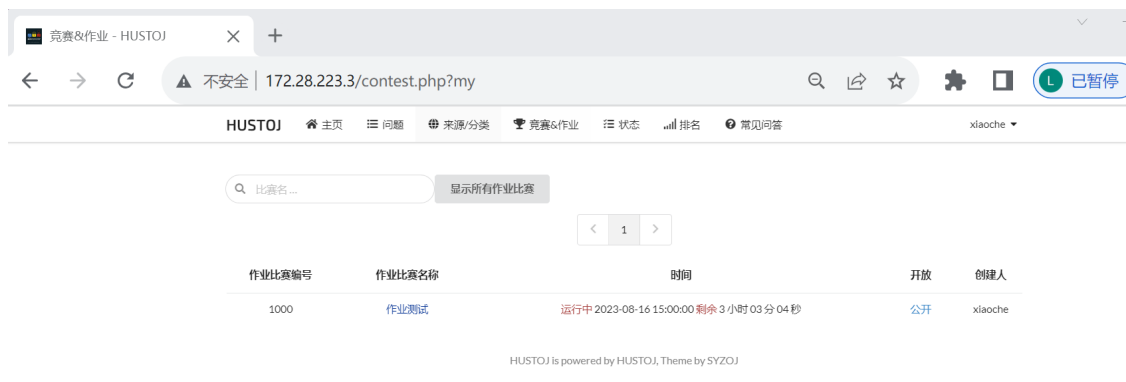 竞赛&作业 - HUSTOJ
不安全 172.28.223.3/contest.php?my L 已暂停
HUSTOJ 主页 问题 来源/分类 竞赛&作业 状态 排名 常见问答 xiaoche
比赛名 ... 显示所有作业比赛
1
作业比赛编号 作业比赛名称 时间 开放 创建人
1000 作业测试 运行中 2023-08-16 15:00:00 剩余 3 小时 03 分 04 秒 公开 xiaoche
HUSTOJ is powered by HUSTOJ, Theme by SYZOJ